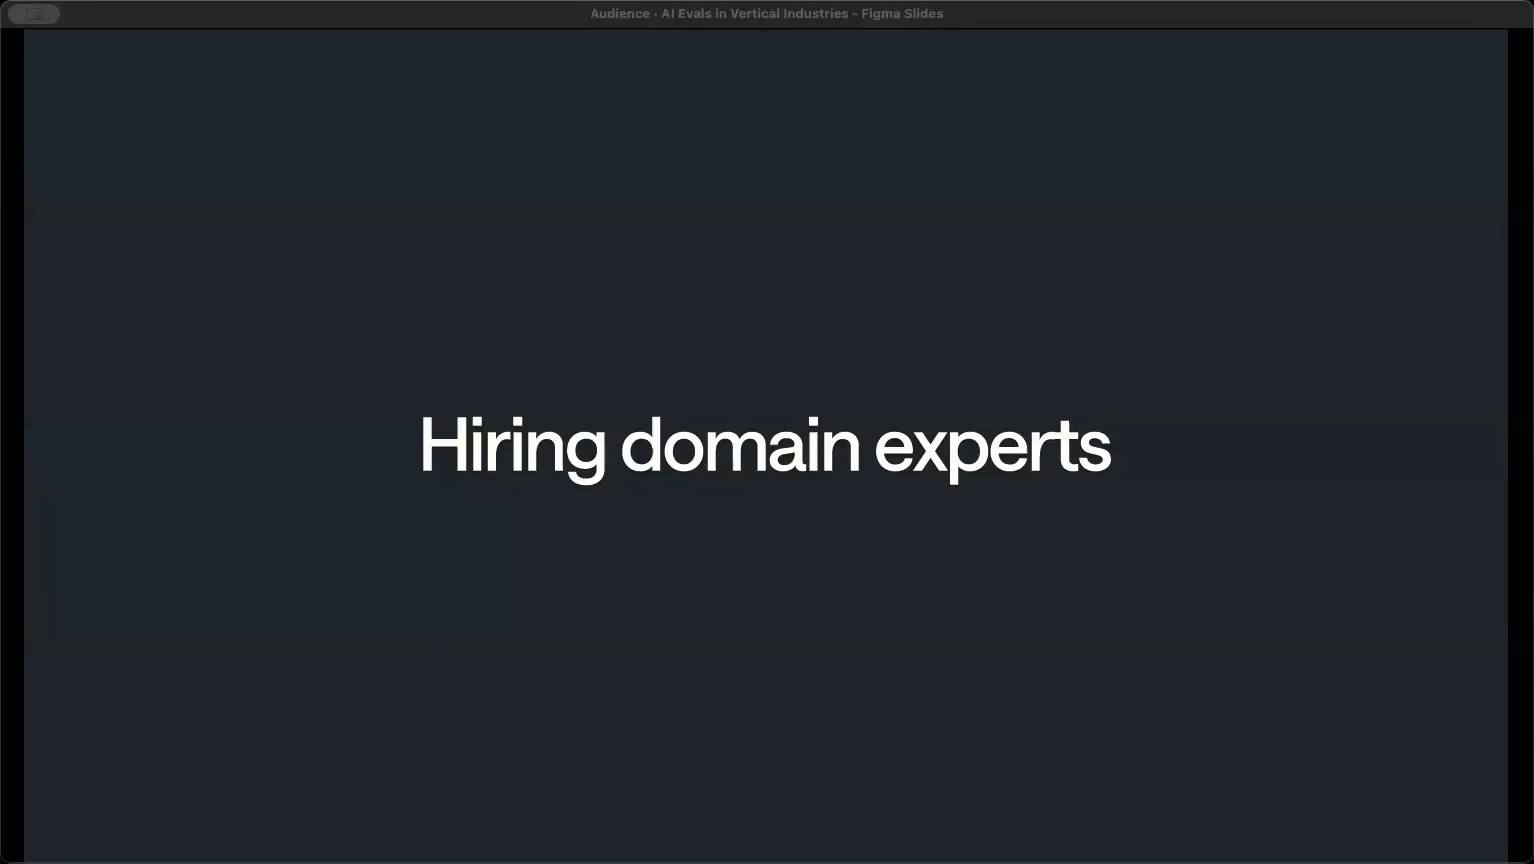 Audience · AI Evals in Vertical Industries – Figma Slides
Hiring domain experts